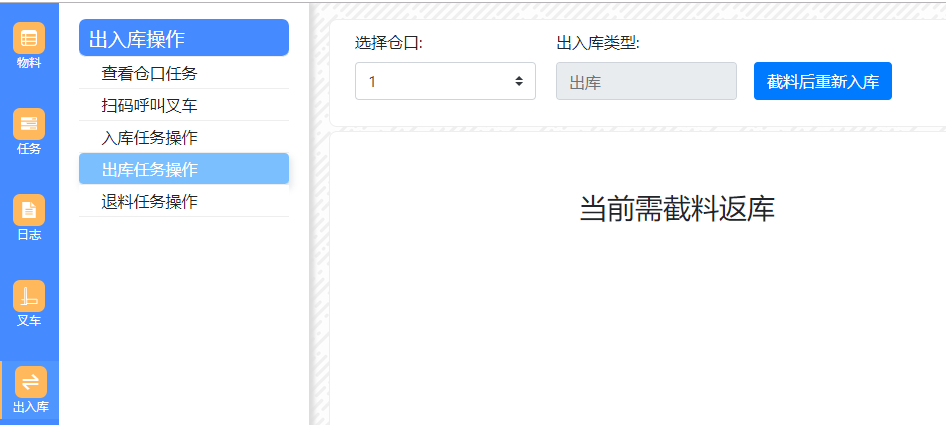 物料
任务
日志
叉车
出入库
出入库操作
查看仓口任务
扫码呼叫叉车
入库任务操作
出库任务操作
退料任务操作
选择仓口:
1
出入库类型:
出库
截料后重新入库
当前需截料返库